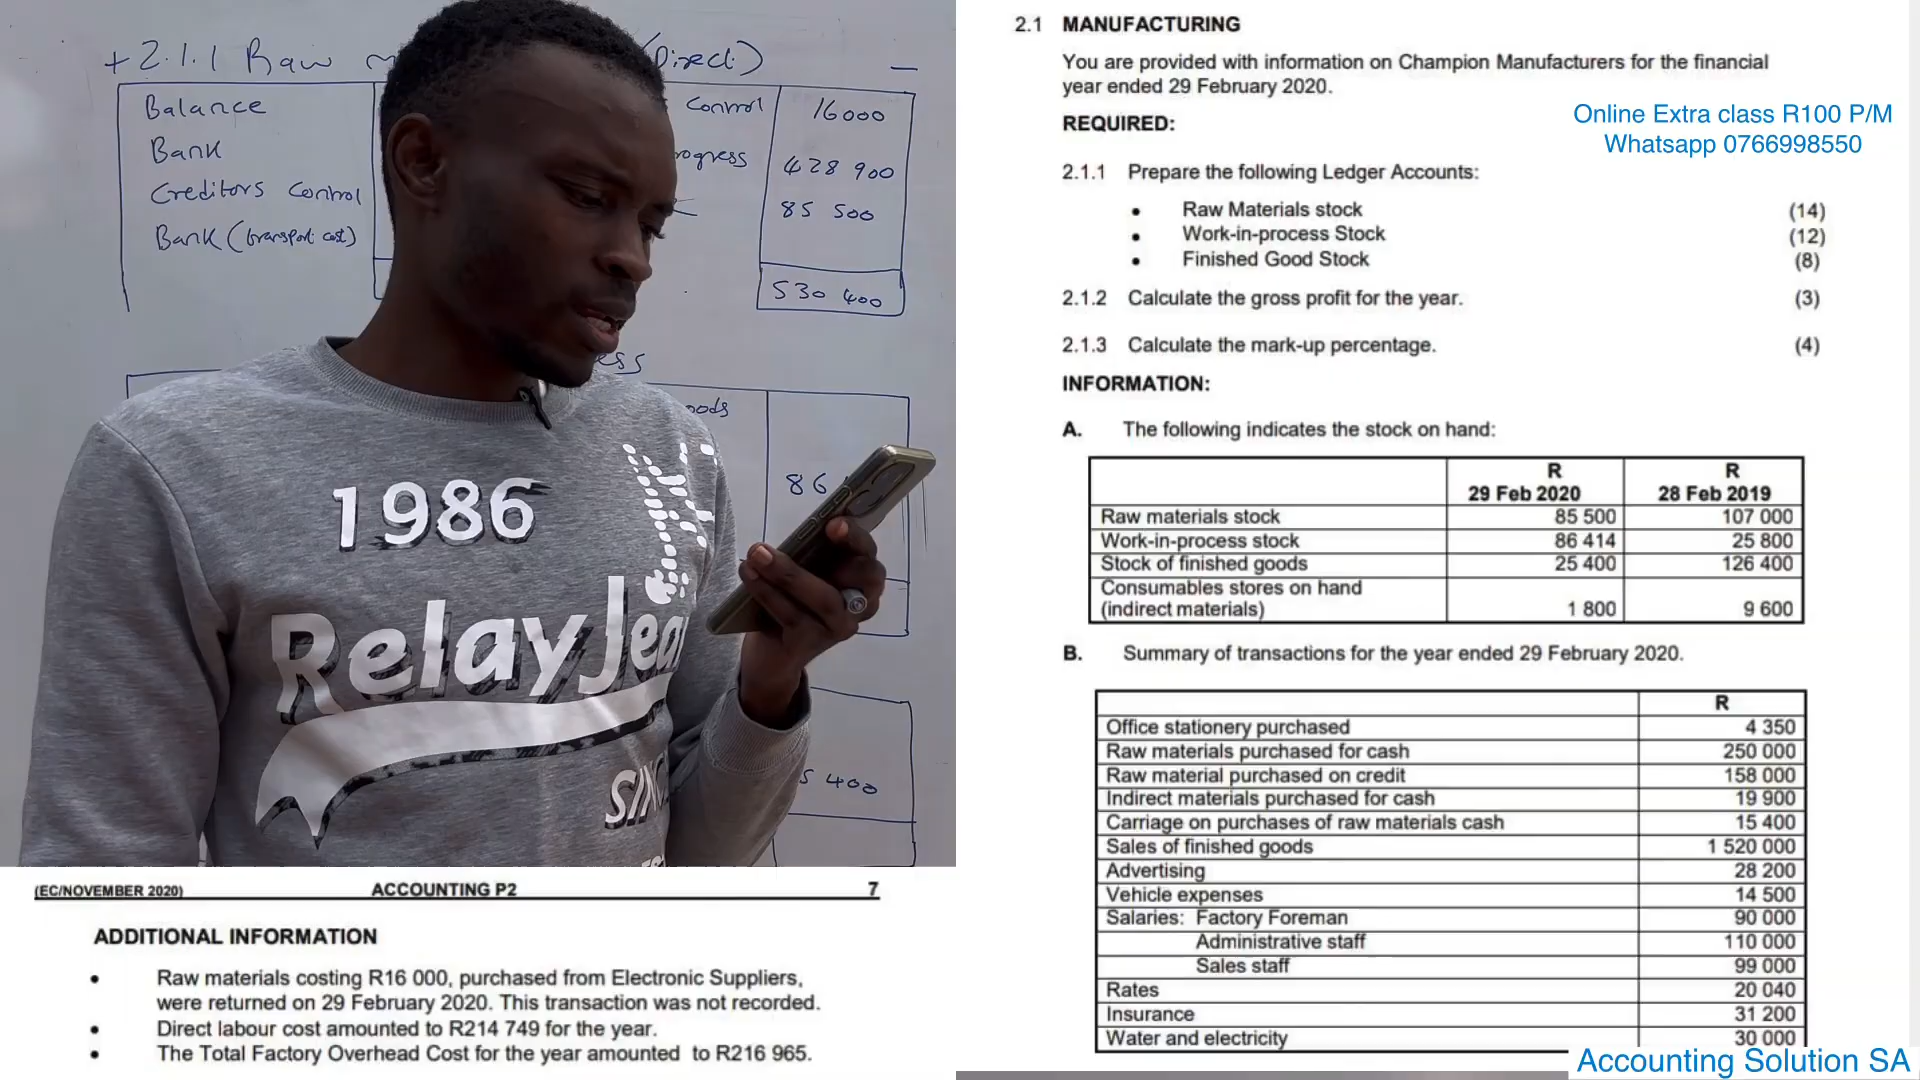 +2.1.1 Raw (Direct) –
Balance
Bank
Creditors Control
Bank (transport cost)
Control 16000
428 900
85 500
530 400
86
400
1986
RelayJea
2.1 MANUFACTURING
You are provided with information on Champion Manufacturers for the financial
year ended 29 February 2020.
Online Extra class R100 P/M
Whatsapp 0766998550
REQUIRED:
2.1.1 Prepare the following Ledger Accounts:
• Raw Materials stock (14)
• Work-in-process Stock (12)
• Finished Good Stock (8)
2.1.2 Calculate the gross profit for the year. (3)
2.1.3 Calculate the mark-up percentage. (4)
INFORMATION:
A. The following indicates the stock on hand:
R R
29 Feb 2020 28 Feb 2019
Raw materials stock 85 500 107 000
Work-in-process stock 86 414 25 800
Stock of finished goods 25 400 126 400
Consumables stores on hand
(indirect materials) 1 800 9 600
B. Summary of transactions for the year ended 29 February 2020.
R
Office stationery purchased 4 350
Raw materials purchased for cash 250 000
Raw material purchased on credit 158 000
Indirect materials purchased for cash 19 900
Carriage on purchases of raw materials cash 15 400
Sales of finished goods 1 520 000
Advertising 28 200
Vehicle expenses 14 500
Salaries: Factory Foreman 90 000
Administrative staff 110 000
Sales staff 99 000
Rates 20 040
Insurance 31 200
Water and electricity 30 000
Accounting Solution SA
(EC/NOVEMBER 2020) ACCOUNTING P2 7
ADDITIONAL INFORMATION
• Raw materials costing R16 000, purchased from Electronic Suppliers,
were returned on 29 February 2020. This transaction was not recorded.
• Direct labour cost amounted to R214 749 for the year.
• The Total Factory Overhead Cost for the year amounted to R216 965.